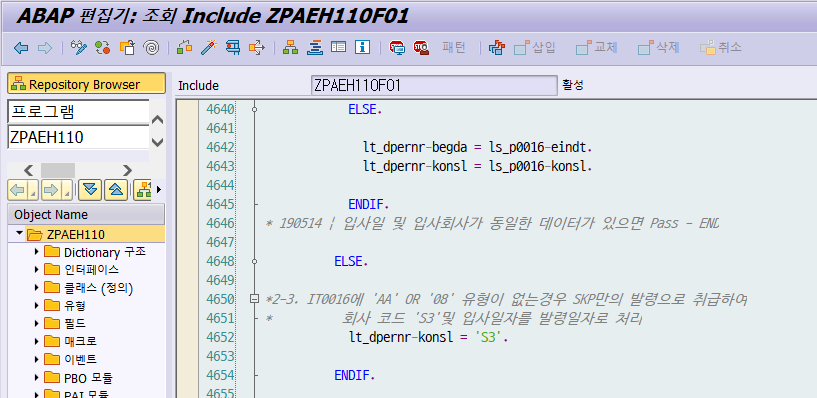 ABAP 편집기: 조회 Include ZPAEH110F01
패턴 삽입 교체 삭제 취소
Repository Browser
Include ZPAEH110F01 활성
프로그램
ZPAEH110
Object Name
ZPAEH110
Dictionary 구조
인터페이스
클래스 (정의)
유형
필드
매크로
이벤트
PBO 모듈
PAI 모듈
4640 ELSE.
4641
4642 lt_dpernr-begda = ls_p0016-eindt.
4643 lt_dpernr-konsl = ls_p0016-konsl.
4644
4645 ENDIF.
4646 * 190514 | 입사일 및 입사회사가 동일한 데이터가 있으면 Pass - END
4647
4648 ELSE.
4649
4650 *2-3. IT0016에 'AA' OR '08' 유형이 없는경우 SKP만의 발령으로 취급하여
4651 * 회사 코드 'S3'및 입사일자를 발령일자로 처리
4652 lt_dpernr-konsl = 'S3'.
4653
4654 ENDIF.
4655